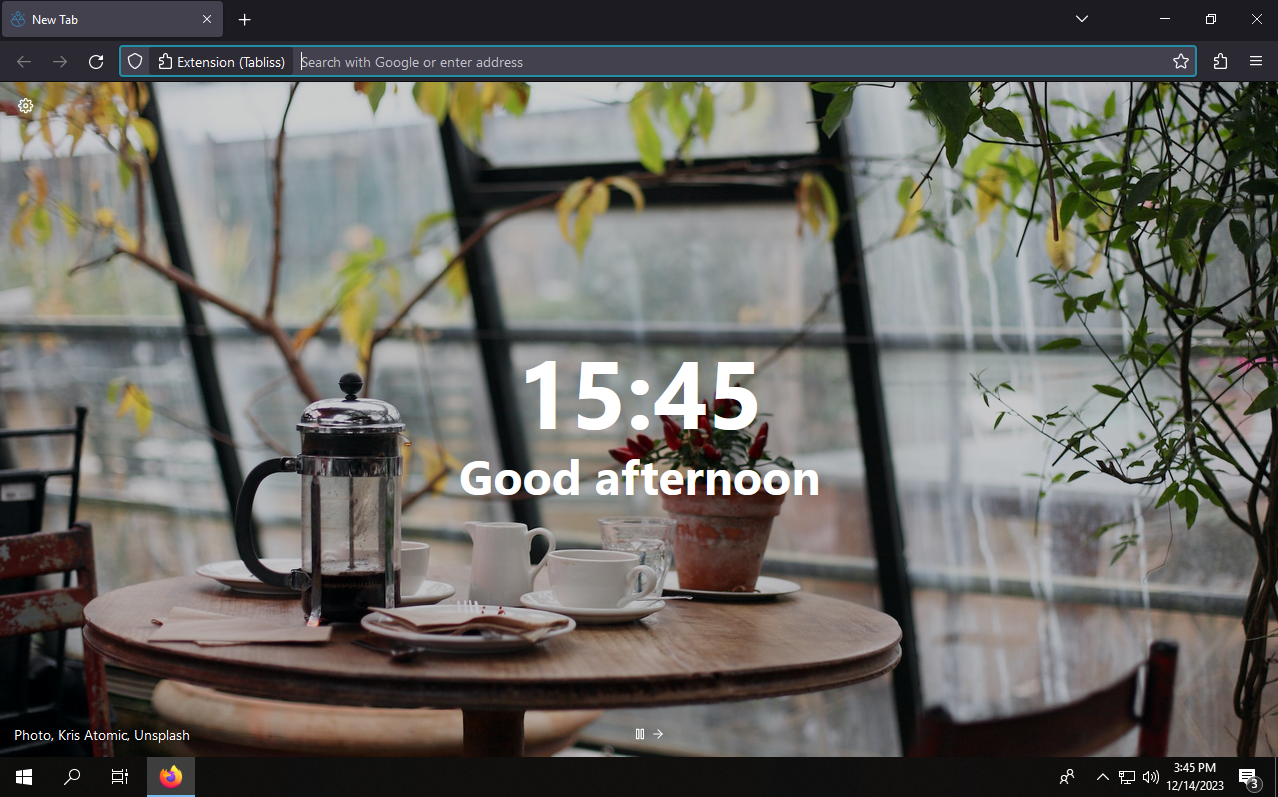 New Tab
Extension (Tabliss)
Search with Google or enter address
15:45
Good afternoon
Photo, Kris Atomic, Unsplash
3:45 PM
12/14/2023
3